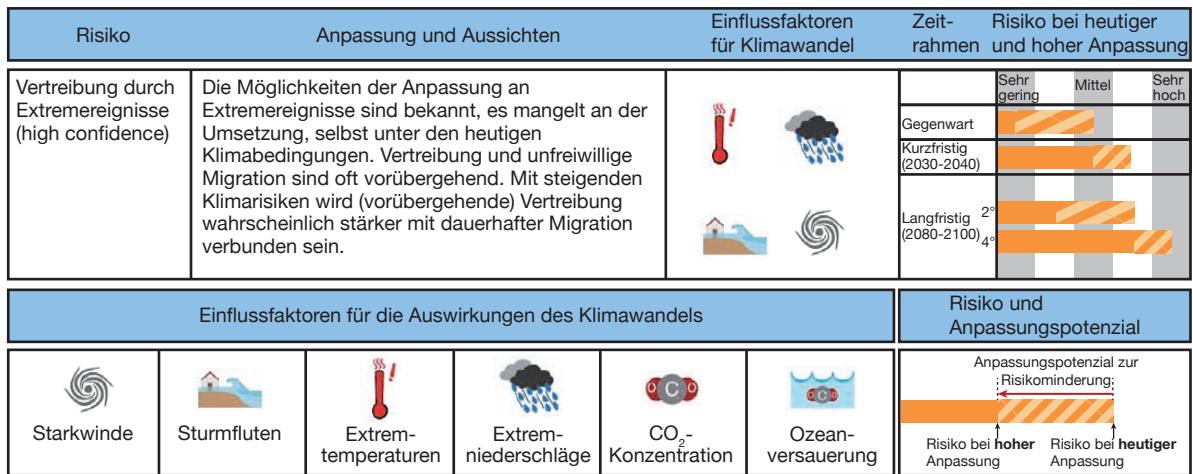 Risiko
Anpassung und Aussichten
Einflussfaktoren
für Klimawandel
Zeit-
rahmen
Risiko bei heutiger
und hoher Anpassung
Vertreibung durch
Extremereignisse
(high confidence)
Die Möglichkeiten der Anpassung an
Extremereignisse sind bekannt, es mangelt an der
Umsetzung, selbst unter den heutigen
Klimabedingungen. Vertreibung und unfreiwillige
Migration sind oft vorübergehend. Mit steigenden
Klimarisiken wird (vorübergehende) Vertreibung
wahrscheinlich stärker mit dauerhafter Migration
verbunden sein.
Sehr
gering
Mittel
Sehr
hoch
Gegenwart
Kurzfristig
(2030-2040)
Langfristig
(2080-2100)
2°
4°
Einflussfaktoren für die Auswirkungen des Klimawandels
Risiko und
Anpassungspotenzial
Starkwinde
Sturmfluten
Extrem-
temperaturen
Extrem-
niederschläge
O C O
CO₂-
Konzentration
O C O
Ozean-
versauerung
Anpassungspotenzial zur
Risikominderung
Risiko bei hoher
Anpassung
Risiko bei heutiger
Anpassung